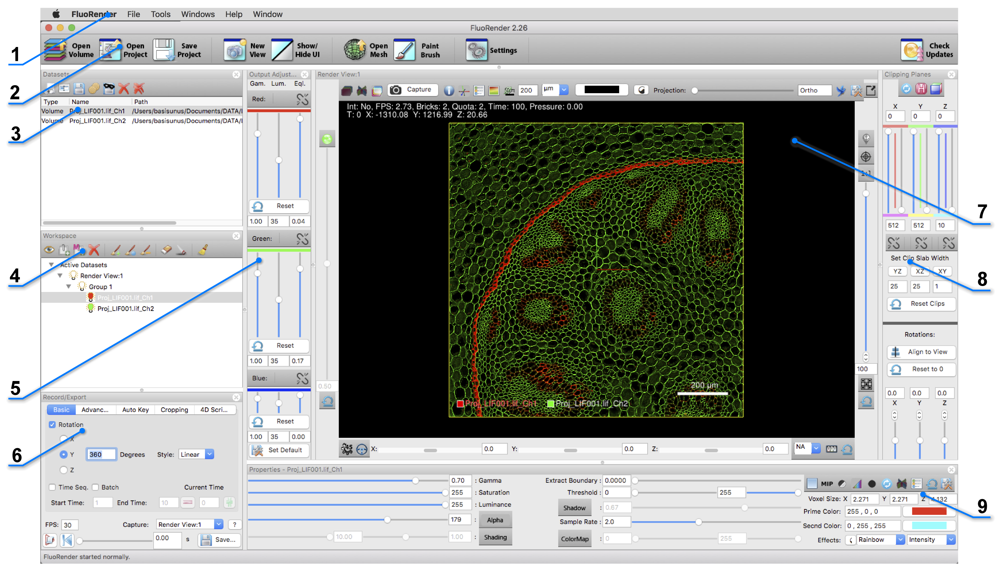 FluoRender File Tools Windows Help Window
FluoRender 2.26
Open Volume
Open Project
Save Project
New View
Show/ Hide UI
Open Mesh
Paint Brush
Settings
Check Updates
1
2
3
4
5
6
7
8
9
Datasets
Type Name Path
Volume Proj_LIF001.lif_Ch1 /Users/basisunus/Documents/DATA/
Volume Proj_LIF001.lif_Ch2 /Users/basisunus/Documents/DATA/
Workspace
Active Datasets
Render View:1
Group 1
Proj_LIF001.lif_Ch1
Proj_LIF001.lif_Ch2
Record/Export
Basic Advanc... Auto Key Cropping 4D Scri...
Rotation
X
Y 360 Degrees Style: Linear
Z
Time Seq. Batch Current Time
Start Time: 1 End Time: 10 0
FPS: 30 Capture: Render View:1 ?
0.00 s Save...
FluoRender started normally.
Output Adjust...
Gam. Lum. Eql.
Red:
Reset
1.00 35 0.04
Green:
Reset
1.00 35 0.17
Blue:
Reset
1.00 35 0.00
Set Default
Render View:1
Capture 50µm 200 µm Projection: Ortho
Int: No, FPS: 2.73, Bricks: 2, Quota: 2, Time: 100, Pressure: 0.00
T: 0 X: -1310.08 Y: 1216.99 Z: 20.66
0.50
1:1
200 µm
Proj_LIF001.lif_Ch1 Proj_LIF001.lif_Ch2
100
45 X: 0.0 Y: 0.0 Z: 0.0 NA 000
Clipping Planes
H
X Y Z
0 0 0
512 512 10
Set Clip Slab Width
YZ XZ XY
25 25 1
Reset Clips
Rotations:
Align to View
Reset to 0
0.0 0.0 0.0
X Y Z
Properties - Proj_LIF001.lif_Ch1
0.70 : Gamma
255 : Saturation
255 : Luminance
179 : Alpha
10.00 1.00 : Shading
Extract Boundary : 0.0000
Threshold : 0 255
Shadow : 0.67
Sample Rate : 2.0
ColorMap : 0 255
MIP
Voxel Size: X 2.271 Y 2.271 Z 4.132
Prime Color: 255 , 0 , 0
Secnd Color: 0 , 255 , 255
Effects: Rainbow Intensity